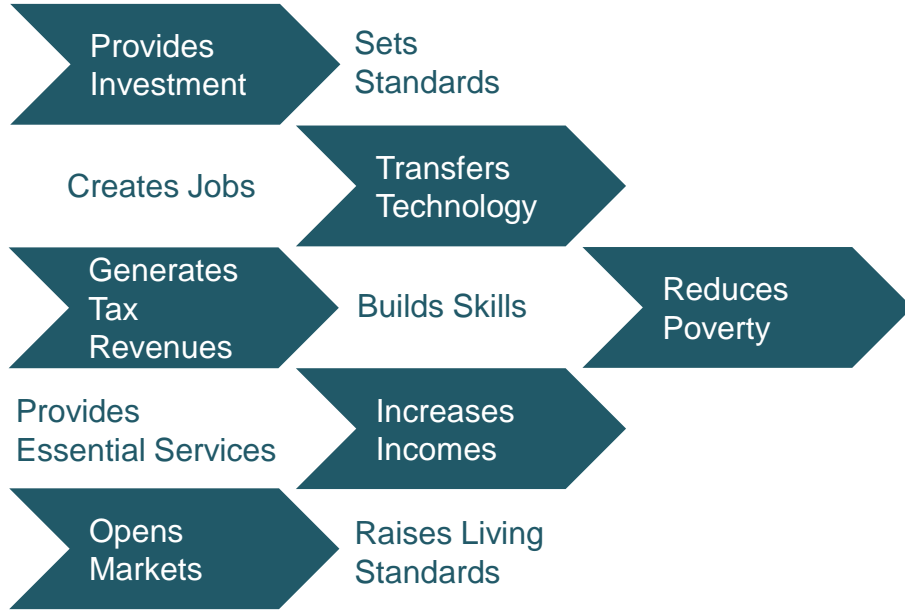 Provides
Investment
Sets
Standards
Creates Jobs
Transfers
Technology
Generates
Tax
Revenues
Builds Skills
Reduces
Poverty
Provides
Essential Services
Increases
Incomes
Opens
Markets
Raises Living
Standards